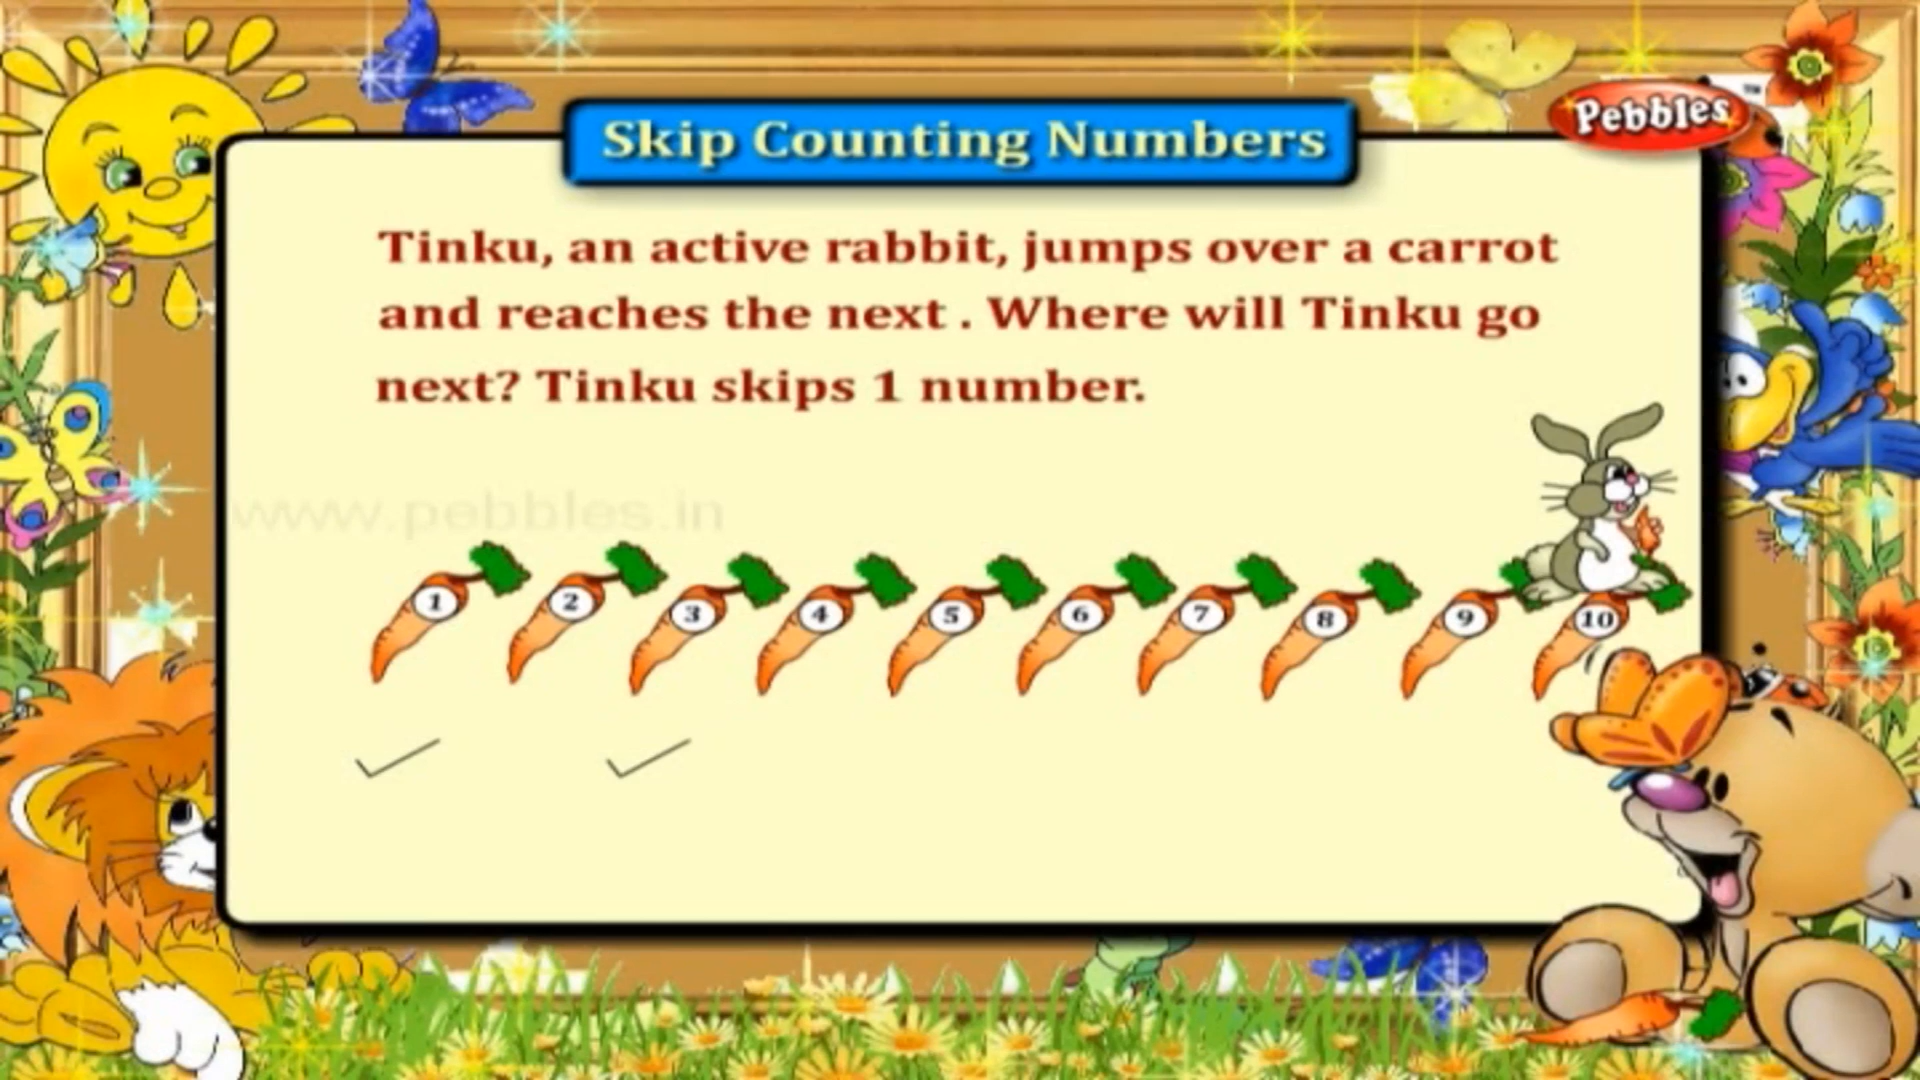 Skip Counting Numbers
Pebbles™
Tinku, an active rabbit, jumps over a carrot
and reaches the next . Where will Tinku go
next? Tinku skips 1 number.
www.pebbles.in
1 2 3 4 5 6 7 8 9 10